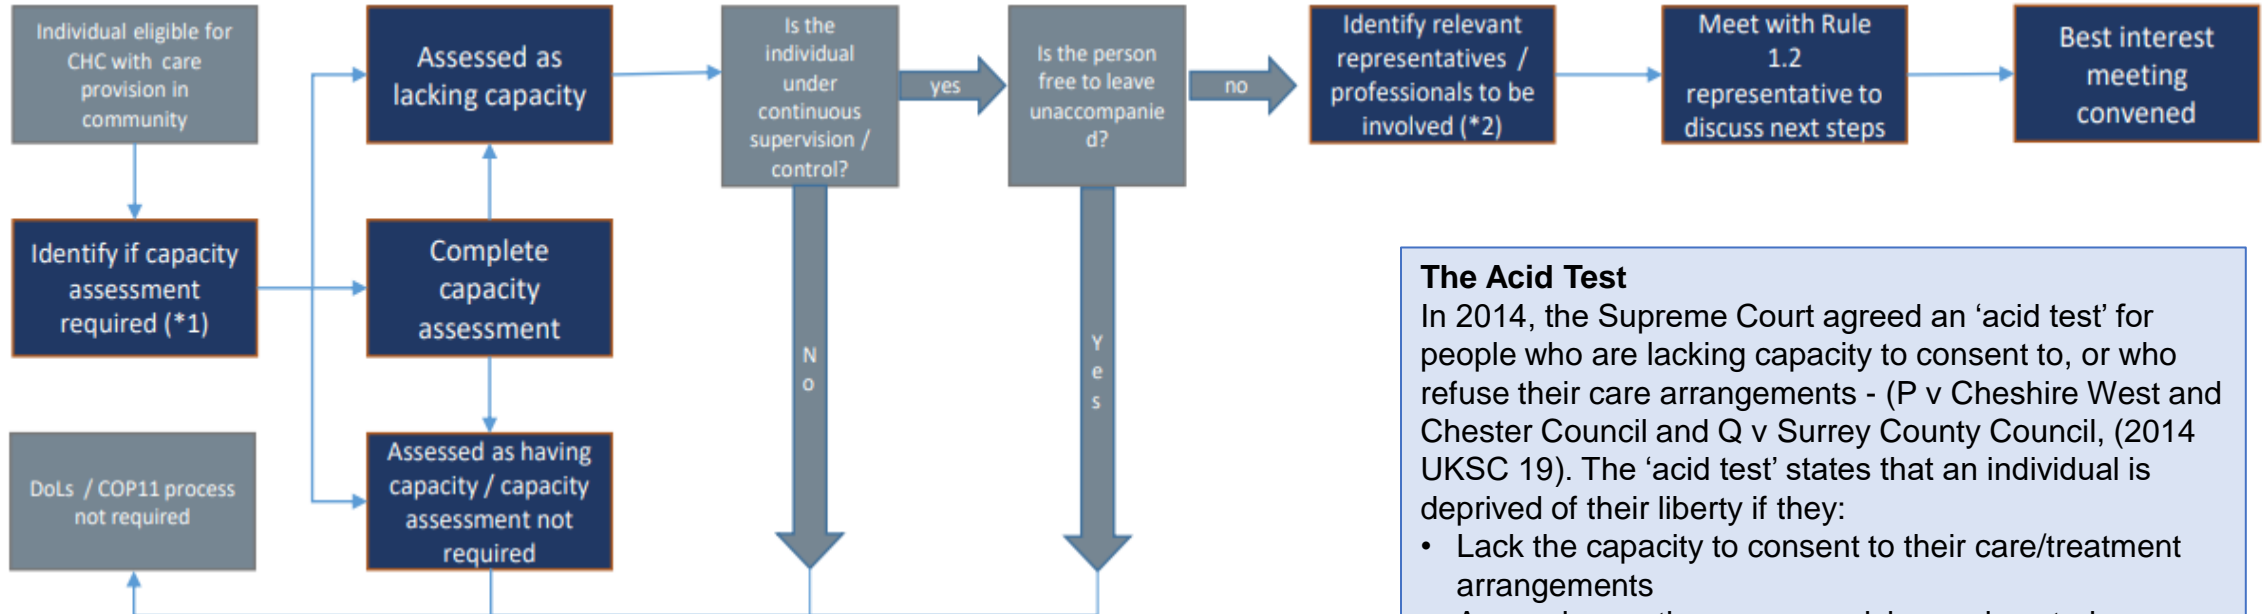 Individual eligible for
CHC with care
provision in
community
Assessed as
lacking capacity
Is the
individual
under
continuous
supervision /
control?
yes
Is the person
free to leave
unaccompanie
d?
no
Identify relevant
representatives /
professionals to be
involved (*2)
Meet with Rule
1.2
representative to
discuss next steps
Best interest
meeting
convened
Identify if capacity
assessment
required (*1)
Complete
capacity
assessment
N
o
Y
e
s
DoLs / COP11 process
not required
Assessed as having
capacity / capacity
assessment not
required
The Acid Test
In 2014, the Supreme Court agreed an ‘acid test’ for
people who are lacking capacity to consent to, or who
refuse their care arrangements - (P v Cheshire West and
Chester Council and Q v Surrey County Council, (2014
UKSC 19). The ‘acid test’ states that an individual is
deprived of their liberty if they:
• Lack the capacity to consent to their care/treatment
arrangements